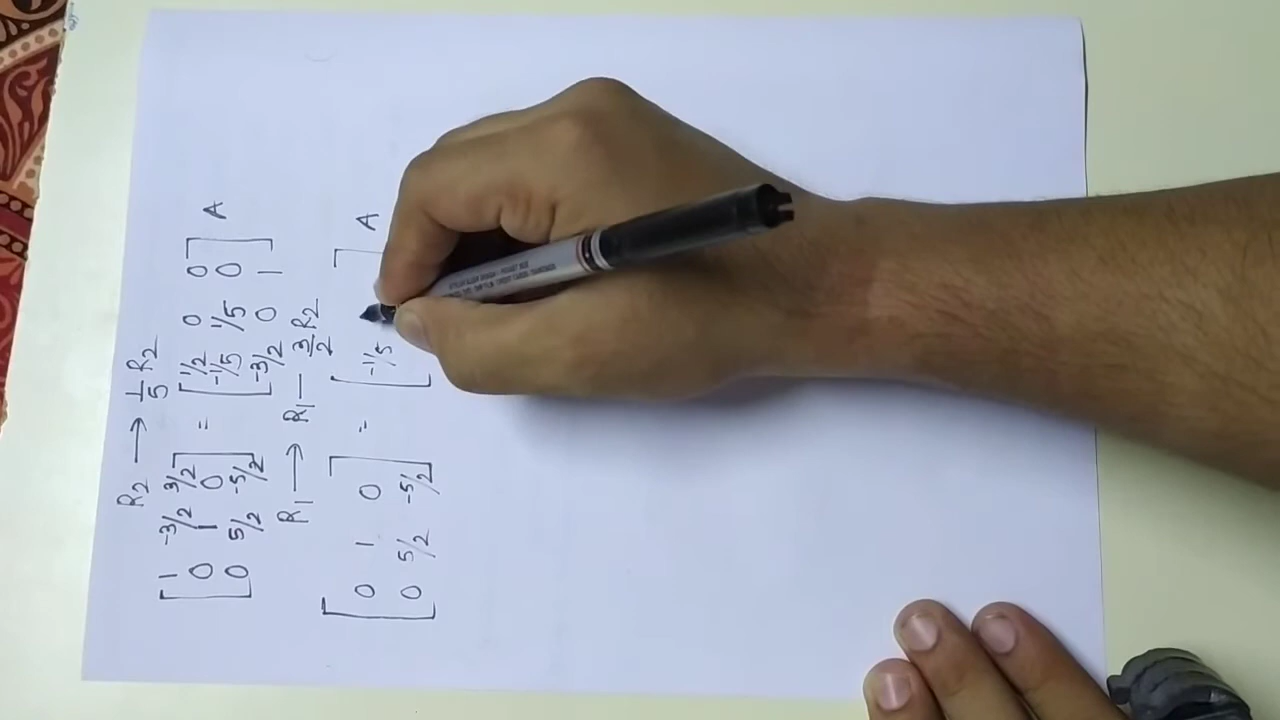 R2 → 1/5 R2
[1 -3/2 3/2
0 1 0
0 5/2 -5/2] = [1/2 0 0
-1/5 1/5 0
-3/2 0 1] A
R1 → R1 - 3/2 R2
[0 1 0
0 5/2 -5/2] = [-1/5 ] A